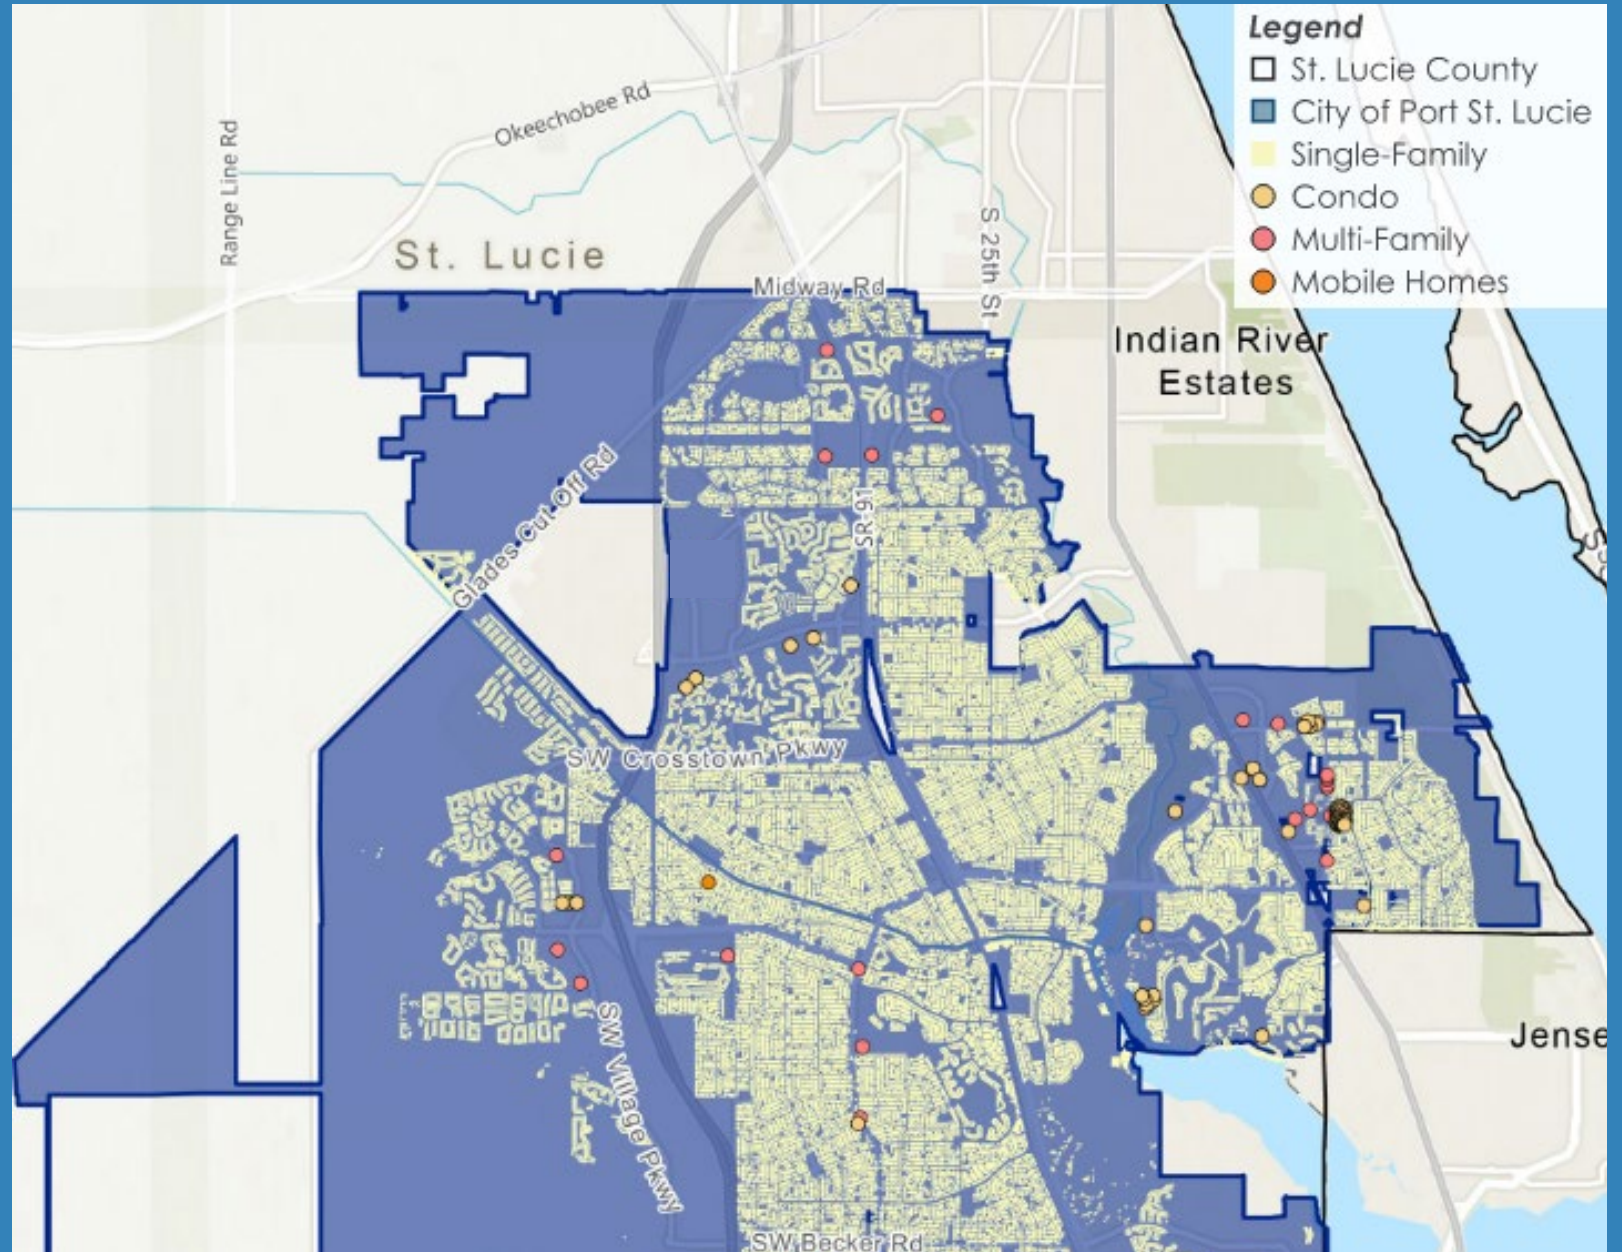 Legend
St. Lucie County
City of Port St. Lucie
Single-Family
Condo
Multi-Family
Mobile Homes
Okeechobee Rd
Range Line Rd
S 25th St
St. Lucie
Midway Rd
Indian River
Estates
Glades Cut Off Rd
SR 91
SW Crosstown Pkwy
SW Village Pkwy
Jense
SW Becker Rd